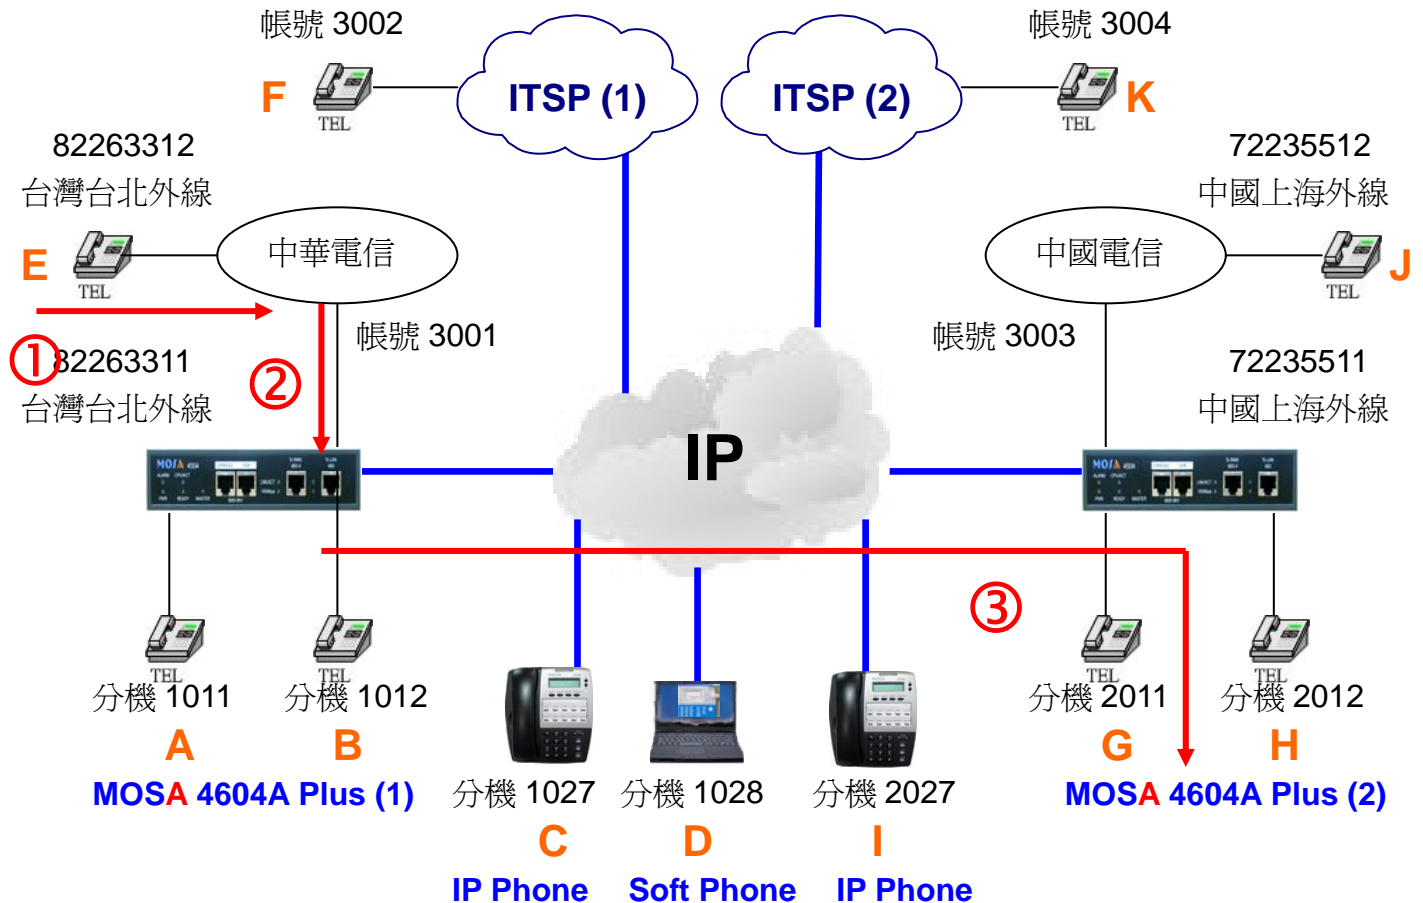 帳號 3002
帳號 3004
F
TEL
ITSP (1)
ITSP (2)
TEL
K
82263312
台灣台北外線
72235512
中國上海外線
E
TEL
中華電信
中國電信
TEL
J
帳號 3001
帳號 3003
①
82263311
台灣台北外線
②
72235511
中國上海外線
IP
MOSA 4504
MOSA 4504
③
TEL
TEL
TEL
TEL
分機 1011
分機 1012
分機 2011
分機 2012
A
B
G
H
MOSA 4604A Plus (1)
分機 1027
分機 1028
分機 2027
MOSA 4604A Plus (2)
C
D
I
IP Phone
Soft Phone
IP Phone